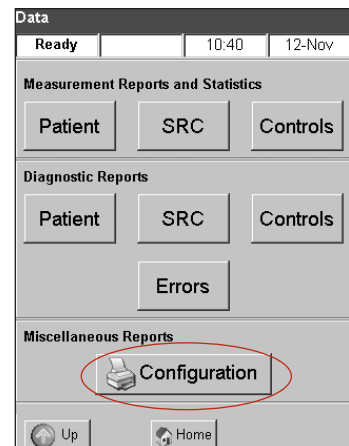 Data
Ready 10:40 12-Nov
Measurement Reports and Statistics
Patient SRC Controls
Diagnostic Reports
Patient SRC Controls
Errors
Miscellaneous Reports
Configuration
Up Home